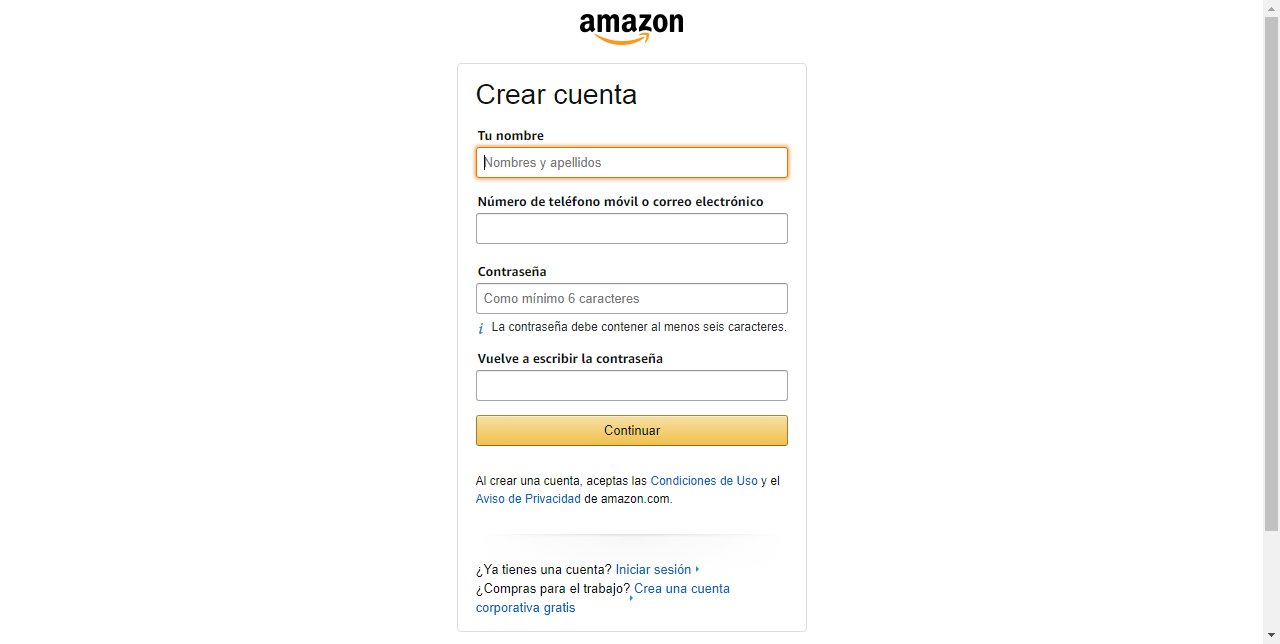 amazon
Crear cuenta
Tu nombre
Nombres y apellidos
Número de teléfono móvil o correo electrónico
Contraseña
Como mínimo 6 caracteres
i La contraseña debe contener al menos seis caracteres.
Vuelve a escribir la contraseña
Continuar
Al crear una cuenta, aceptas las Condiciones de Uso y el
Aviso de Privacidad de amazon.com.
¿Ya tienes una cuenta? Iniciar sesión
¿Compras para el trabajo? Crea una cuenta
corporativa gratis